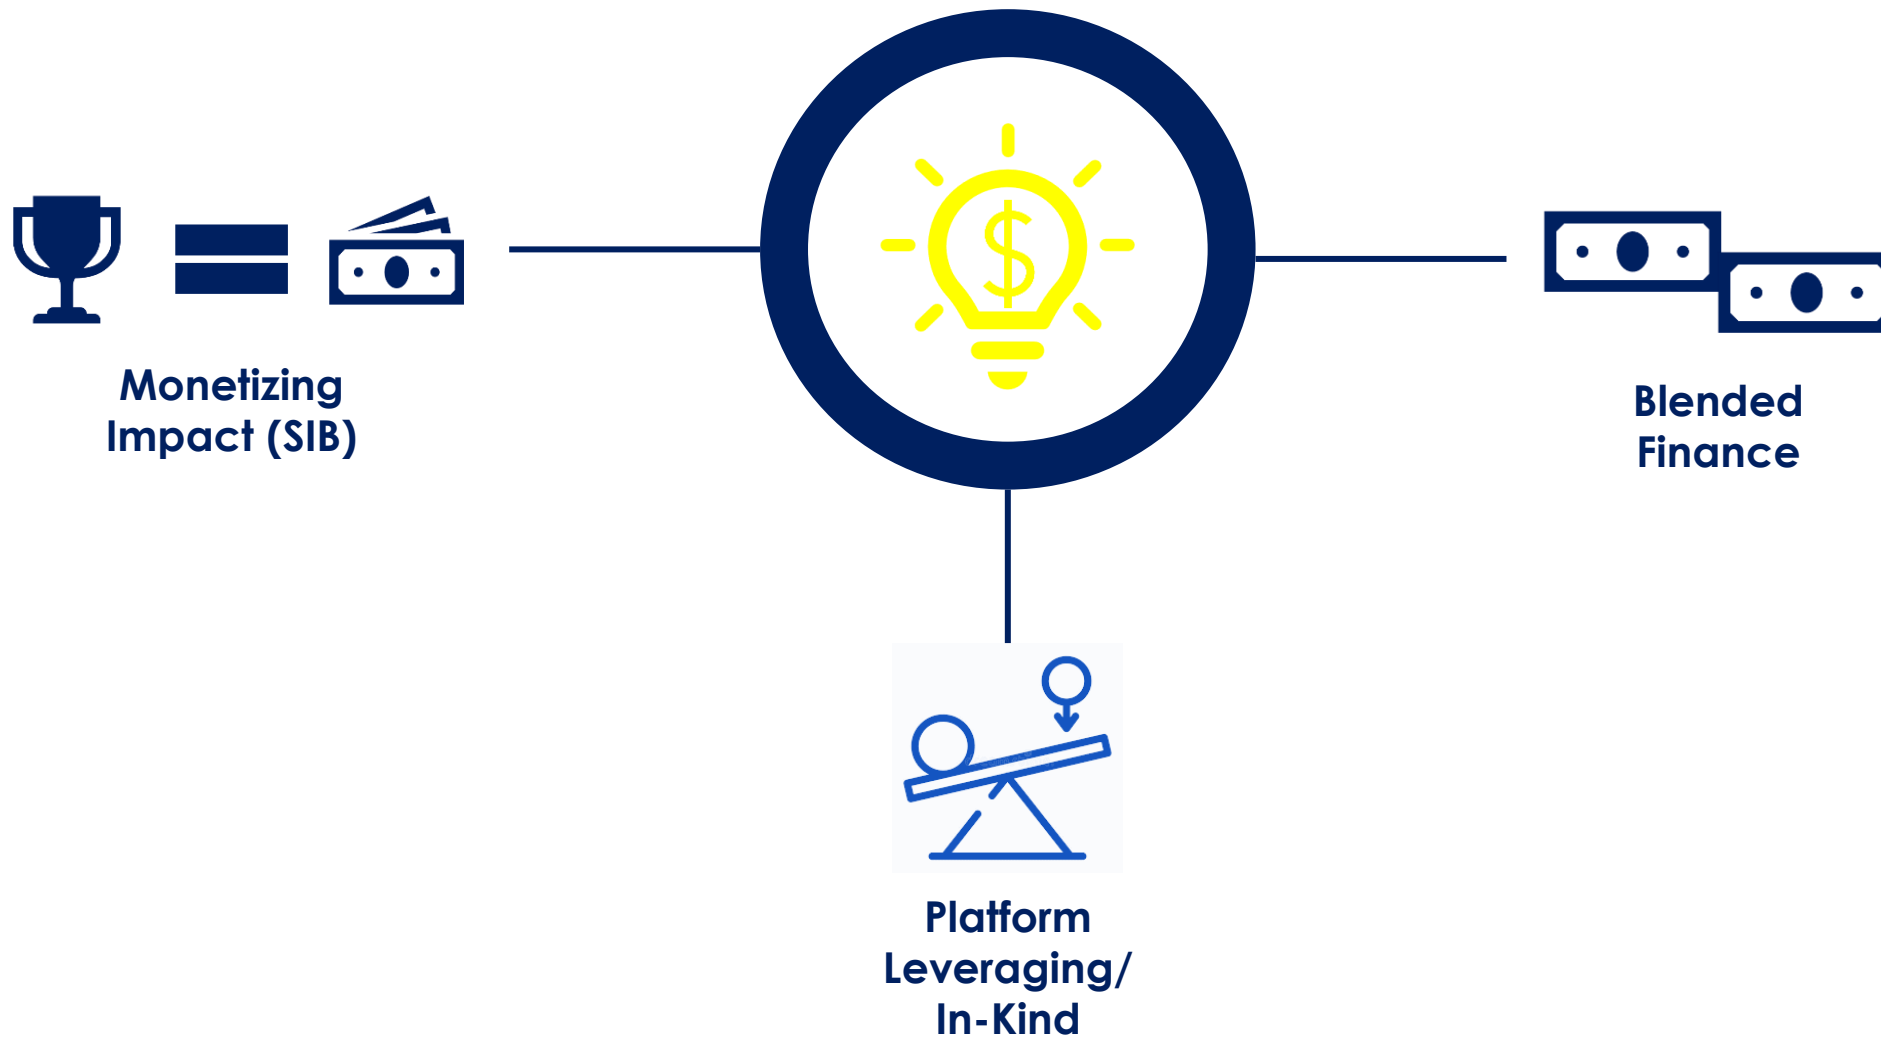 Monetizing
Impact (SIB)
Blended
Finance
Platform
Leveraging/
In-Kind